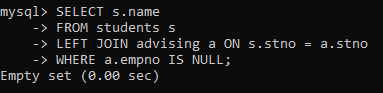 mysql> SELECT s.name
    -> FROM students s
    -> LEFT JOIN advising a ON s.stno = a.stno
    -> WHERE a.empno IS NULL;
Empty set (0.00 sec)